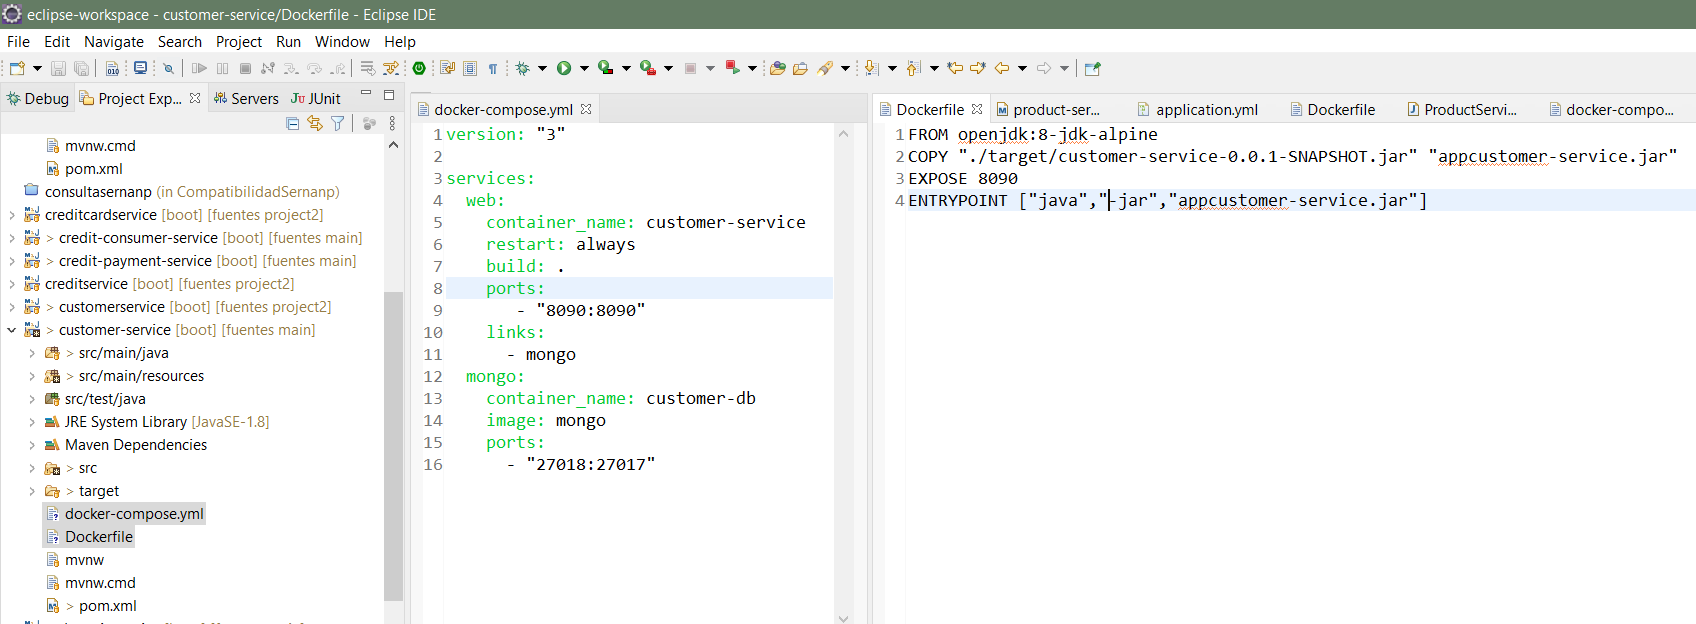 eclipse-workspace - customer-service/Dockerfile - Eclipse IDE
File Edit Navigate Search Project Run Window Help
Debug Project Exp... Servers JUnit
mvnw.cmd
pom.xml
consultasernanp (in CompatibilidadSernanp)
creditcardservice [boot] [fuentes project2]
> credit-consumer-service [boot] [fuentes main]
> credit-payment-service [boot] [fuentes main]
creditservice [boot] [fuentes project2]
> customerservice [boot] [fuentes project2]
> customer-service [boot] [fuentes main]
> src/main/java
> src/main/resources
src/test/java
JRE System Library [JavaSE-1.8]
Maven Dependencies
> src
> target
docker-compose.yml
Dockerfile
mvnw
mvnw.cmd
> pom.xml
docker-compose.yml
1 version: "3"
2
3 services:
4 web:
5 container_name: customer-service
6 restart: always
7 build: .
8 ports:
9 - "8090:8090"
10 links:
11 - mongo
12 mongo:
13 container_name: customer-db
14 image: mongo
15 ports:
16 - "27018:27017"
Dockerfile product-ser... application.yml Dockerfile ProductServi... docker-compo...
1 FROM openjdk:8-jdk-alpine
2 COPY "./target/customer-service-0.0.1-SNAPSHOT.jar" "appcustomer-service.jar"
3 EXPOSE 8090
4 ENTRYPOINT ["java","-jar","appcustomer-service.jar"]